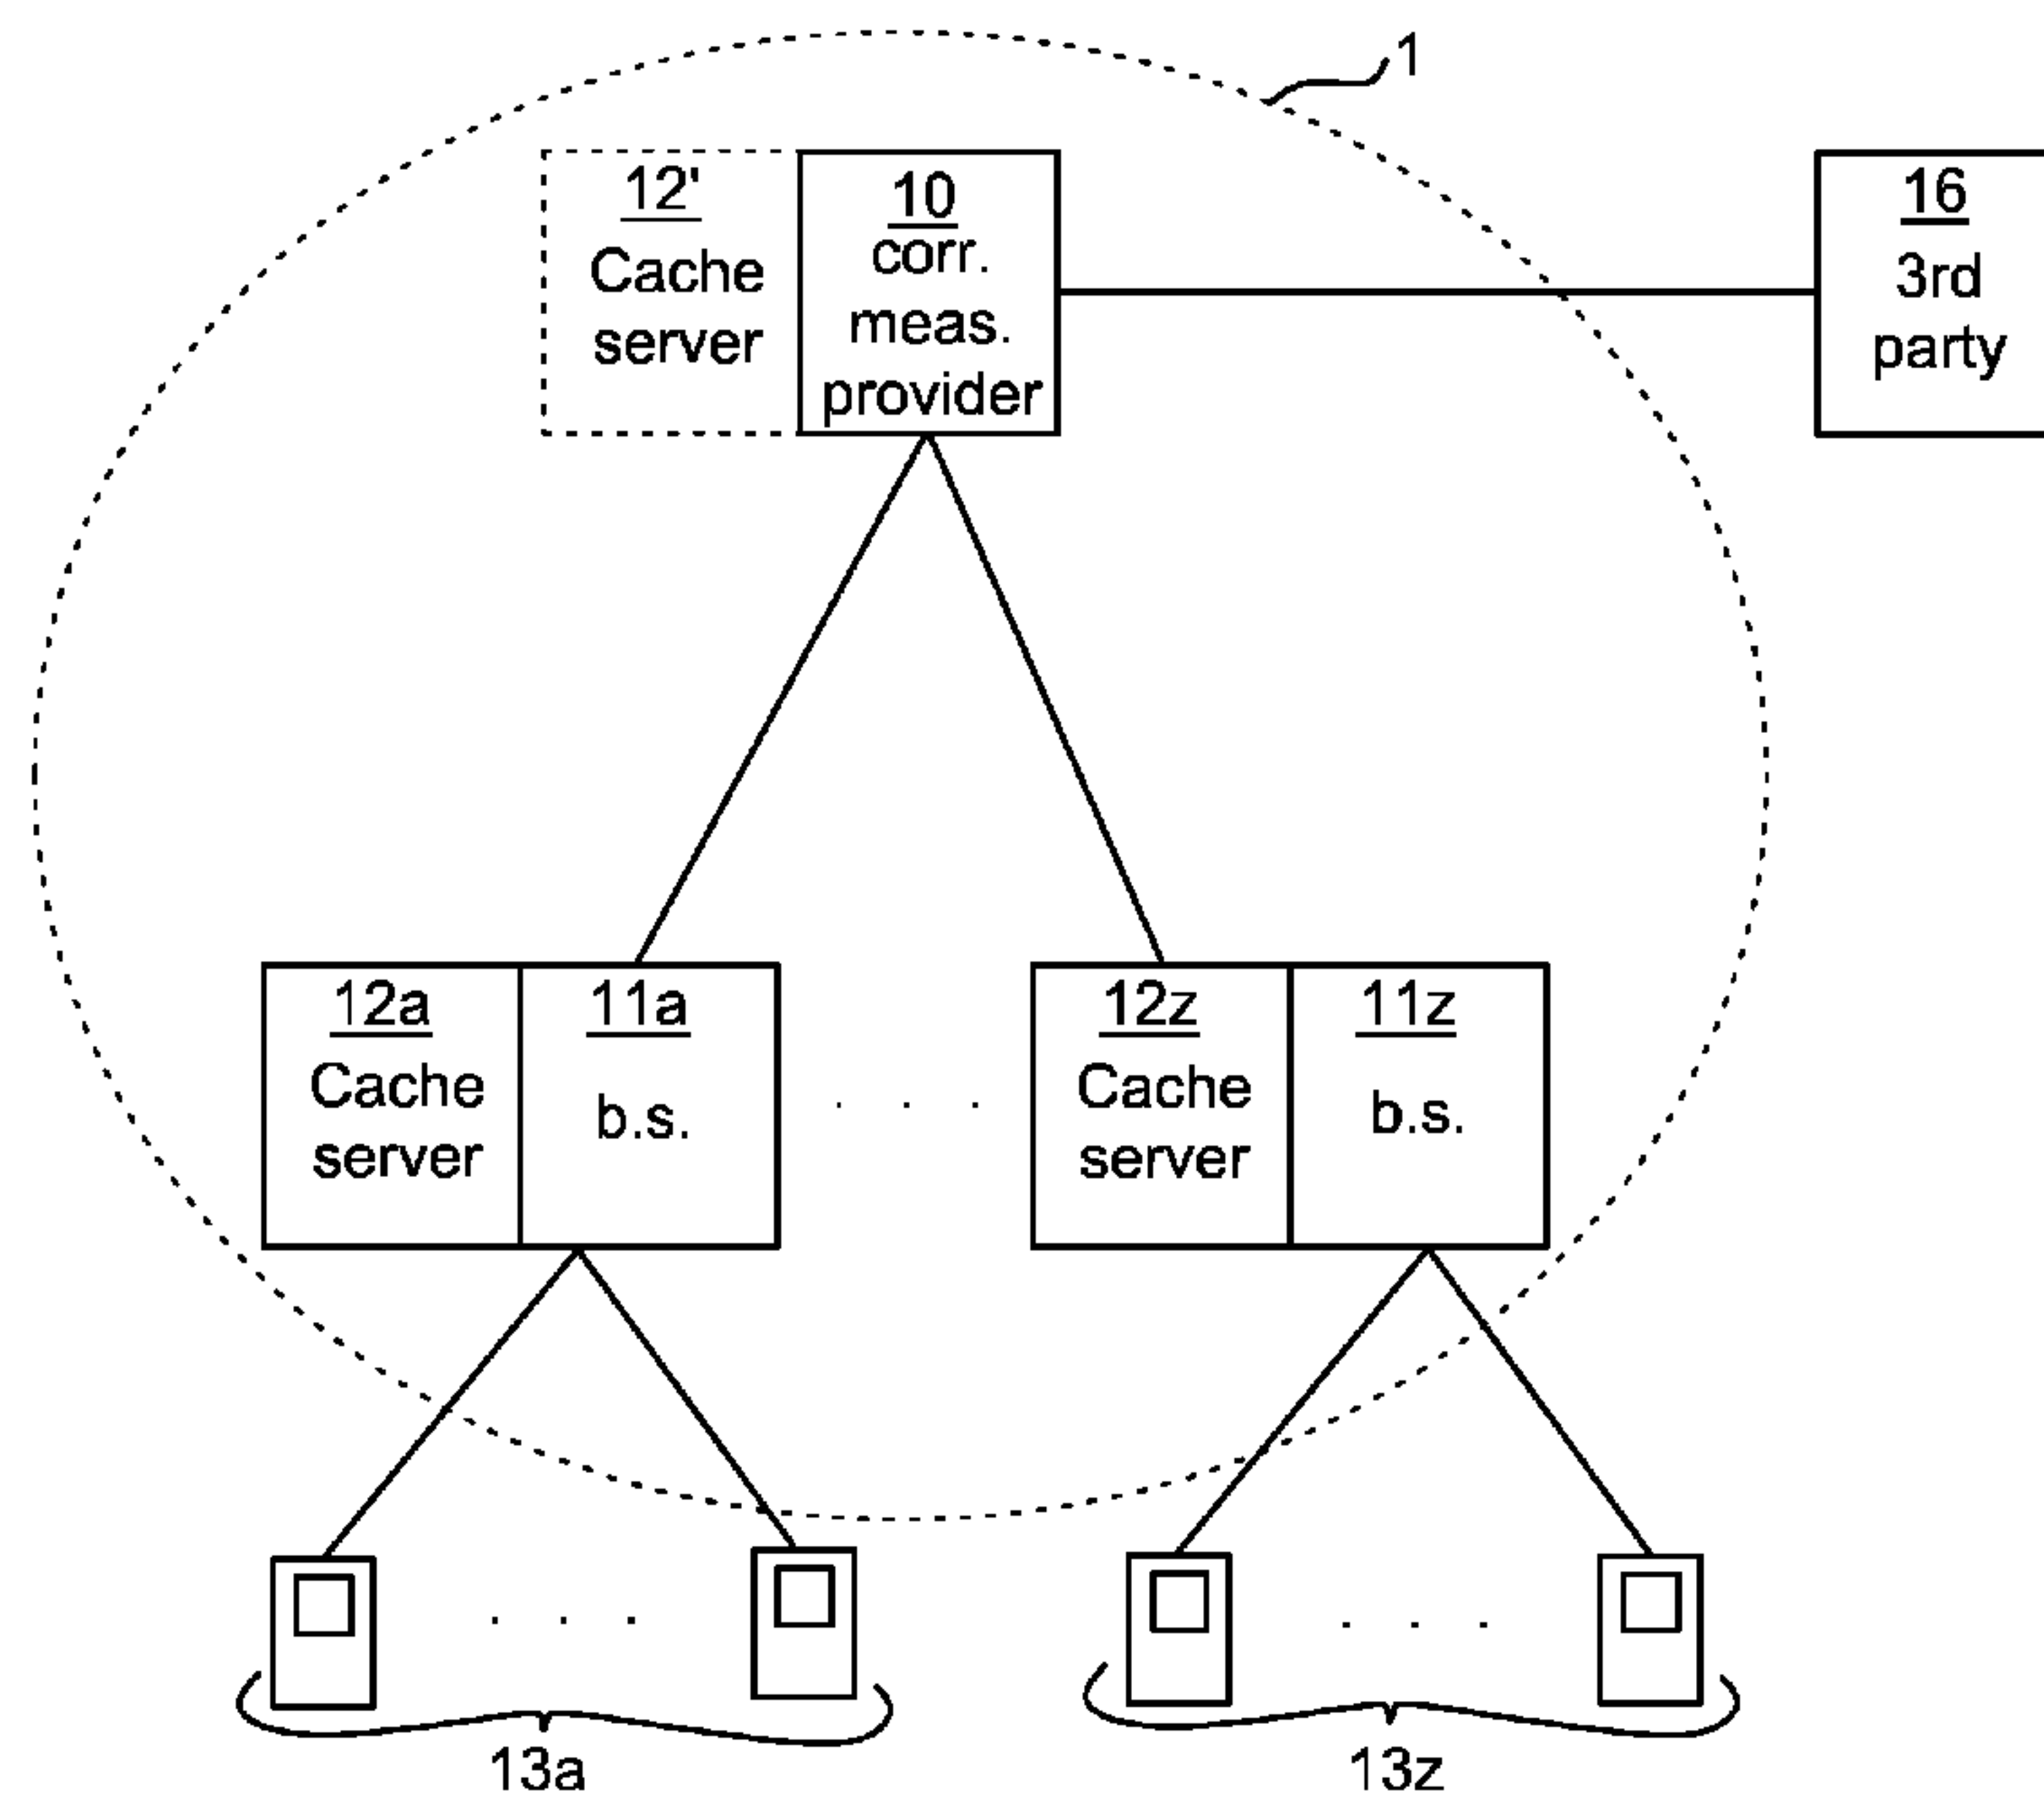 1
12'
Cache
server
10
corr.
meas.
provider
16
3rd
party
12a
Cache
server
11a
b.s.
. . .
12z
Cache
server
11z
b.s.
. . .
. . .
13a
13z